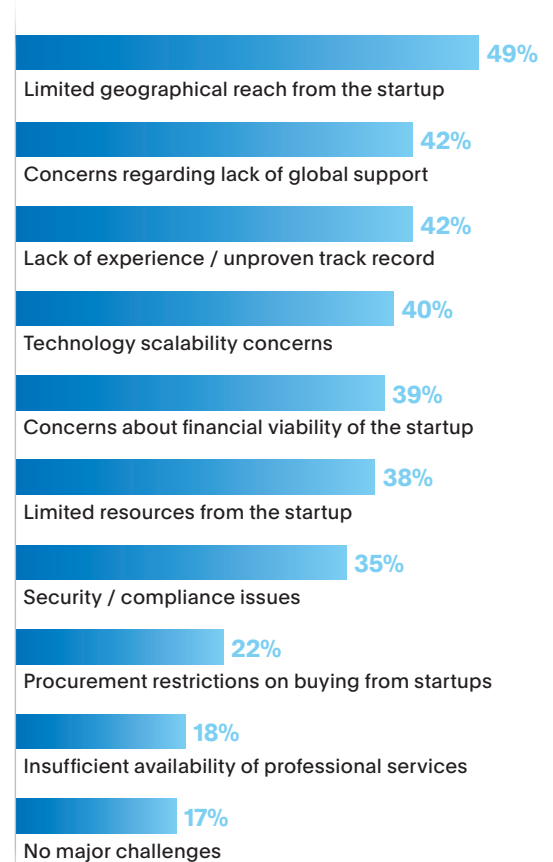 49%
Limited geographical reach from the startup
42%
Concerns regarding lack of global support
42%
Lack of experience / unproven track record
40%
Technology scalability concerns
39%
Concerns about financial viability of the startup
38%
Limited resources from the startup
35%
Security / compliance issues
22%
Procurement restrictions on buying from startups
18%
Insufficient availability of professional services
17%
No major challenges